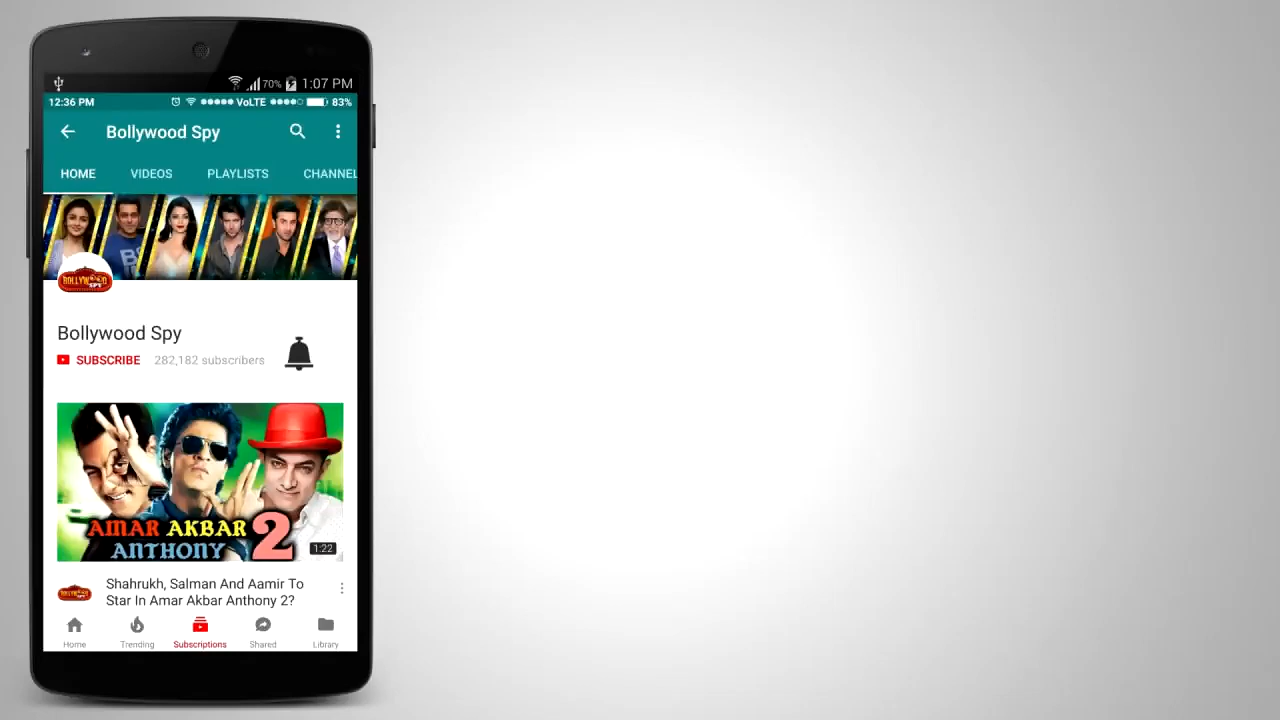 70% 1:07 PM
12:36 PM VoLTE 83%
Bollywood Spy
HOME VIDEOS PLAYLISTS CHANNEL
BOLLYWOOD
SPY
Bollywood Spy
SUBSCRIBE 282,182 subscribers
AMAR AKBAR
ANTHONY 2
1:22
Shahrukh, Salman And Aamir To
Star In Amar Akbar Anthony 2?
Home Trending Subscriptions Shared Library